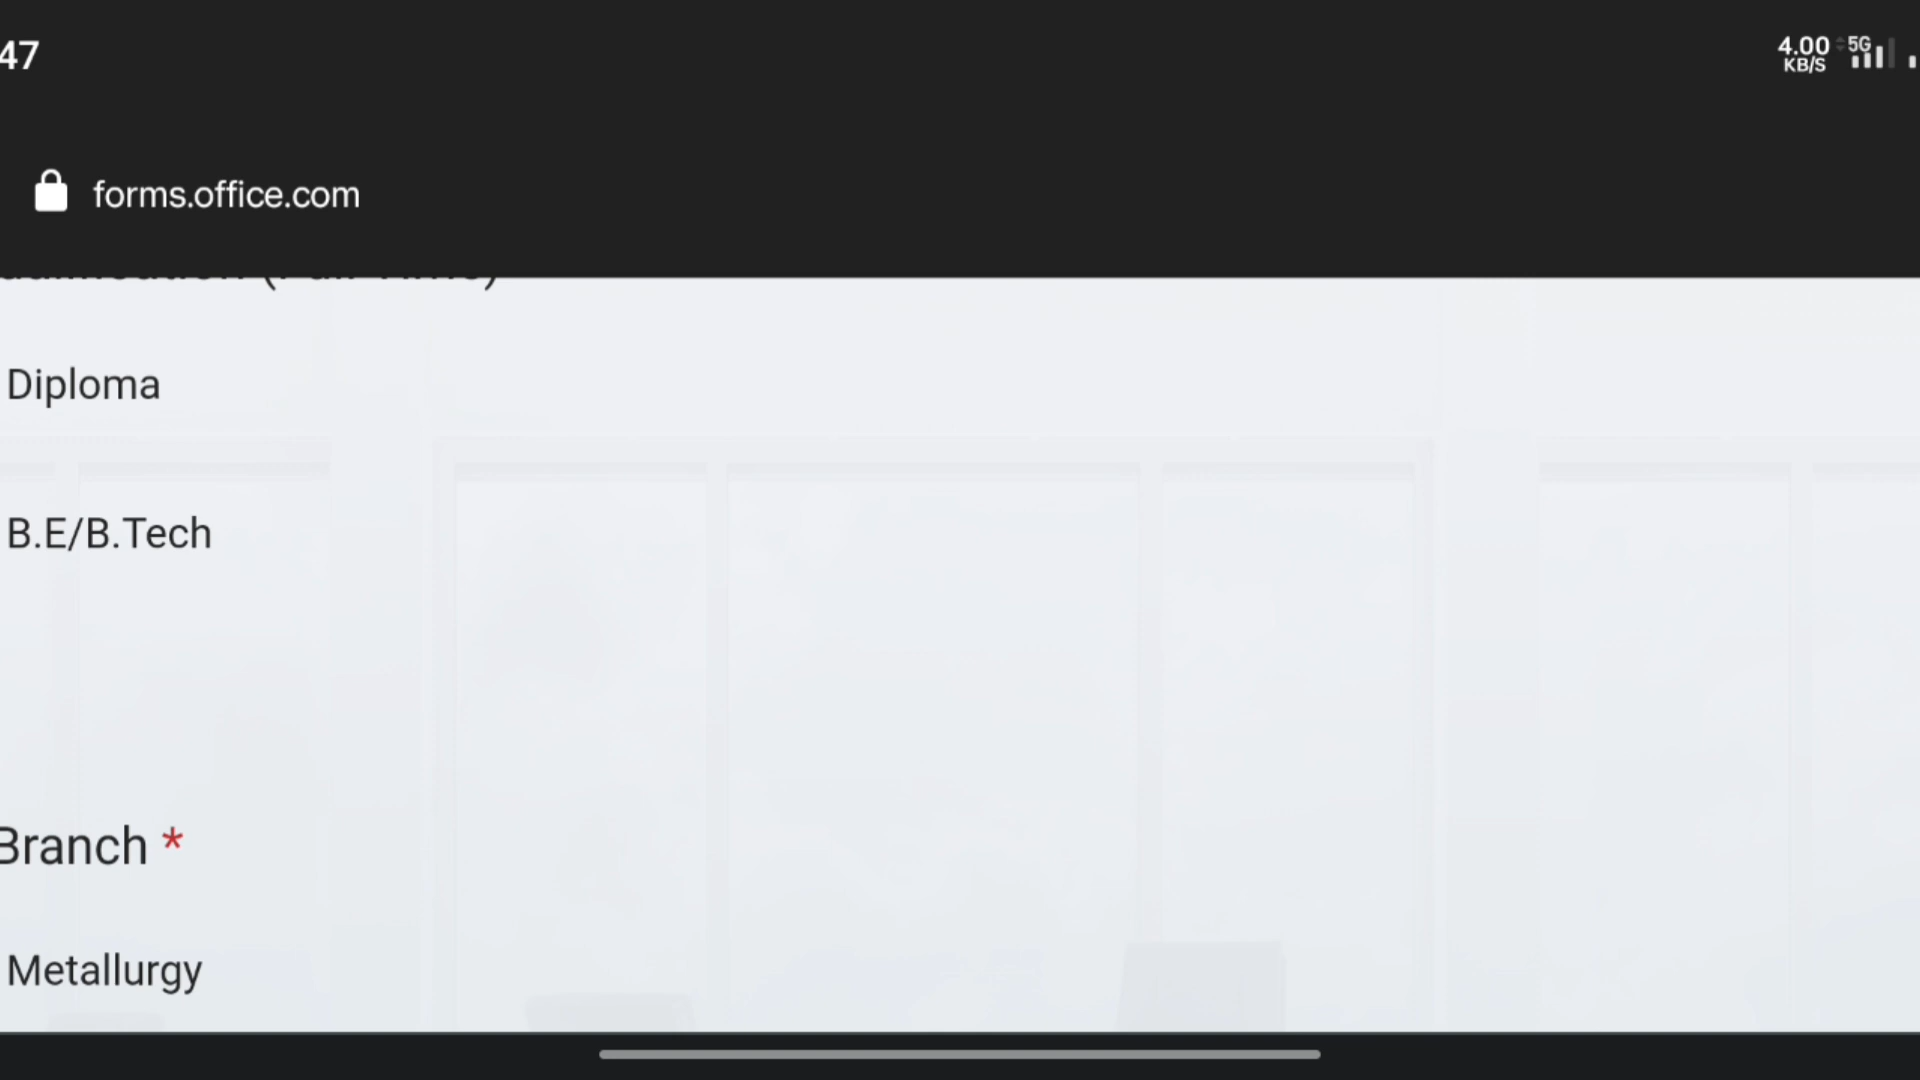 47
4.00 5G
KB/S
forms.office.com
Diploma
B.E/B.Tech
Branch *
Metallurgy